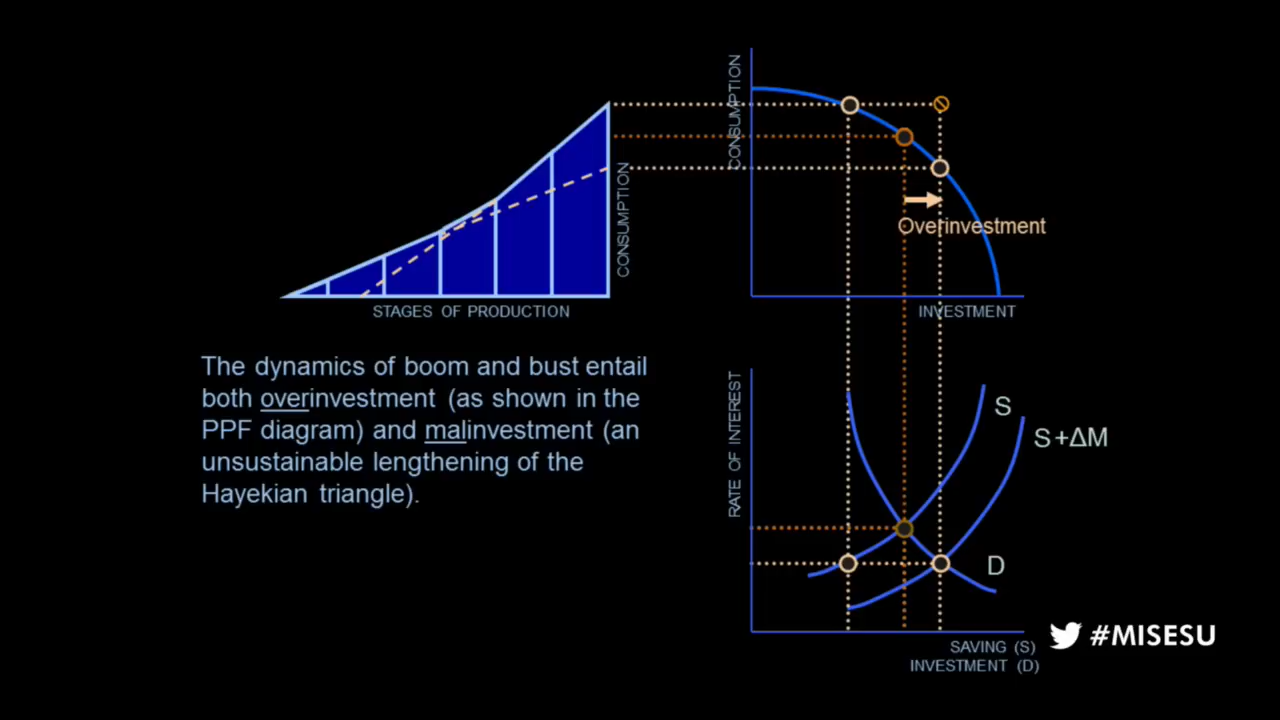 CONSUMPTION
STAGES OF PRODUCTION
CONSUMPTION
Overinvestment
INVESTMENT
The dynamics of boom and bust entail
both overinvestment (as shown in the
PPF diagram) and malinvestment (an
unsustainable lengthening of the
Hayekian triangle).
RATE OF INTEREST
S
S+ΔM
D
SAVING (S)
INVESTMENT (D)
#MISESU